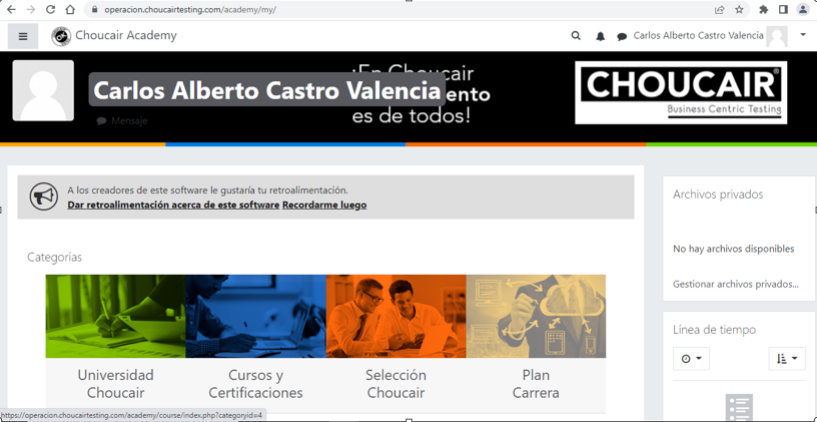 operacion.choucairtesting.com/academy/my/
Choucair Academy
Carlos Alberto Castro Valencia
¡En Choucair
Carlos Alberto Castro Valencia
ento
es de todos!
Mensaje
CHOUCAIR®
Business Centric Testing
A los creadores de este software le gustaría tu retroalimentación.
Dar retroalimentación acerca de este software Recordarme luego
Categorías
Universidad
Choucair
Cursos y
Certificaciones
Selección
Choucair
Plan
Carrera
Archivos privados
No hay archivos disponibles
Gestionar archivos privados...
Línea de tiempo
https://operacion.choucairtesting.com/academy/course/index.php?categoryid=4